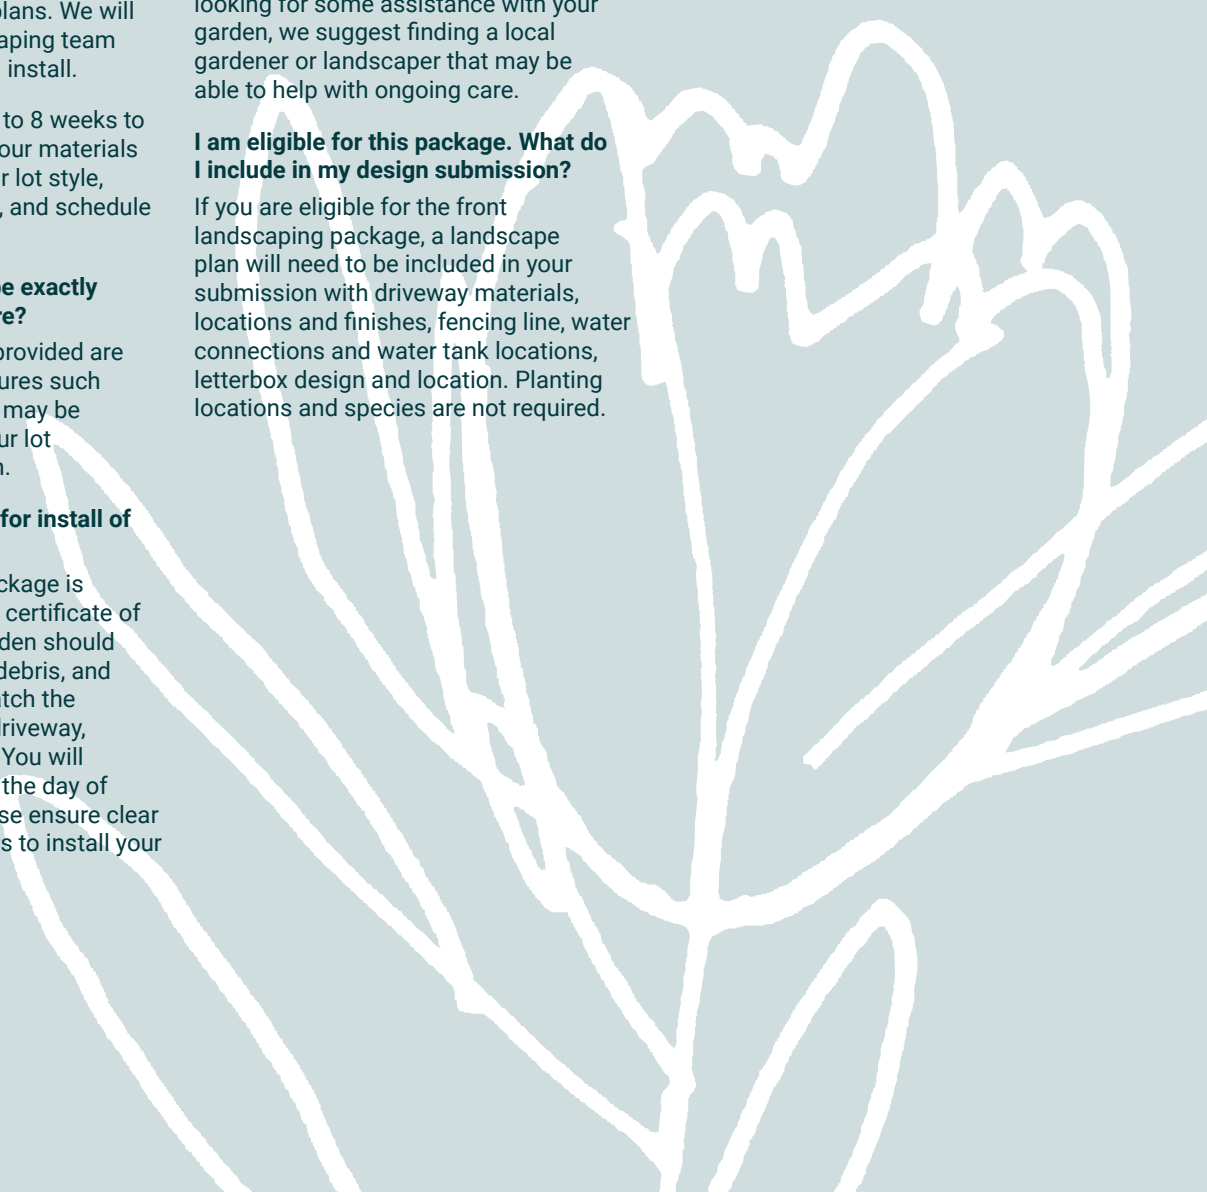 plans. We will
aping team
install.
to 8 weeks to
our materials
r lot style,
, and schedule
be exactly
re?
provided are
ures such
may be
ur lot
n.
for install of
ckage is
certificate of
den should
debris, and
atch the
driveway,
You will
the day of
se ensure clear
s to install your
looking for some assistance with your
garden, we suggest finding a local
gardener or landscaper that may be
able to help with ongoing care.
I am eligible for this package. What do
I include in my design submission?
If you are eligible for the front
landscaping package, a landscape
plan will need to be included in your
submission with driveway materials,
locations and finishes, fencing line, water
connections and water tank locations,
letterbox design and location. Planting
locations and species are not required.